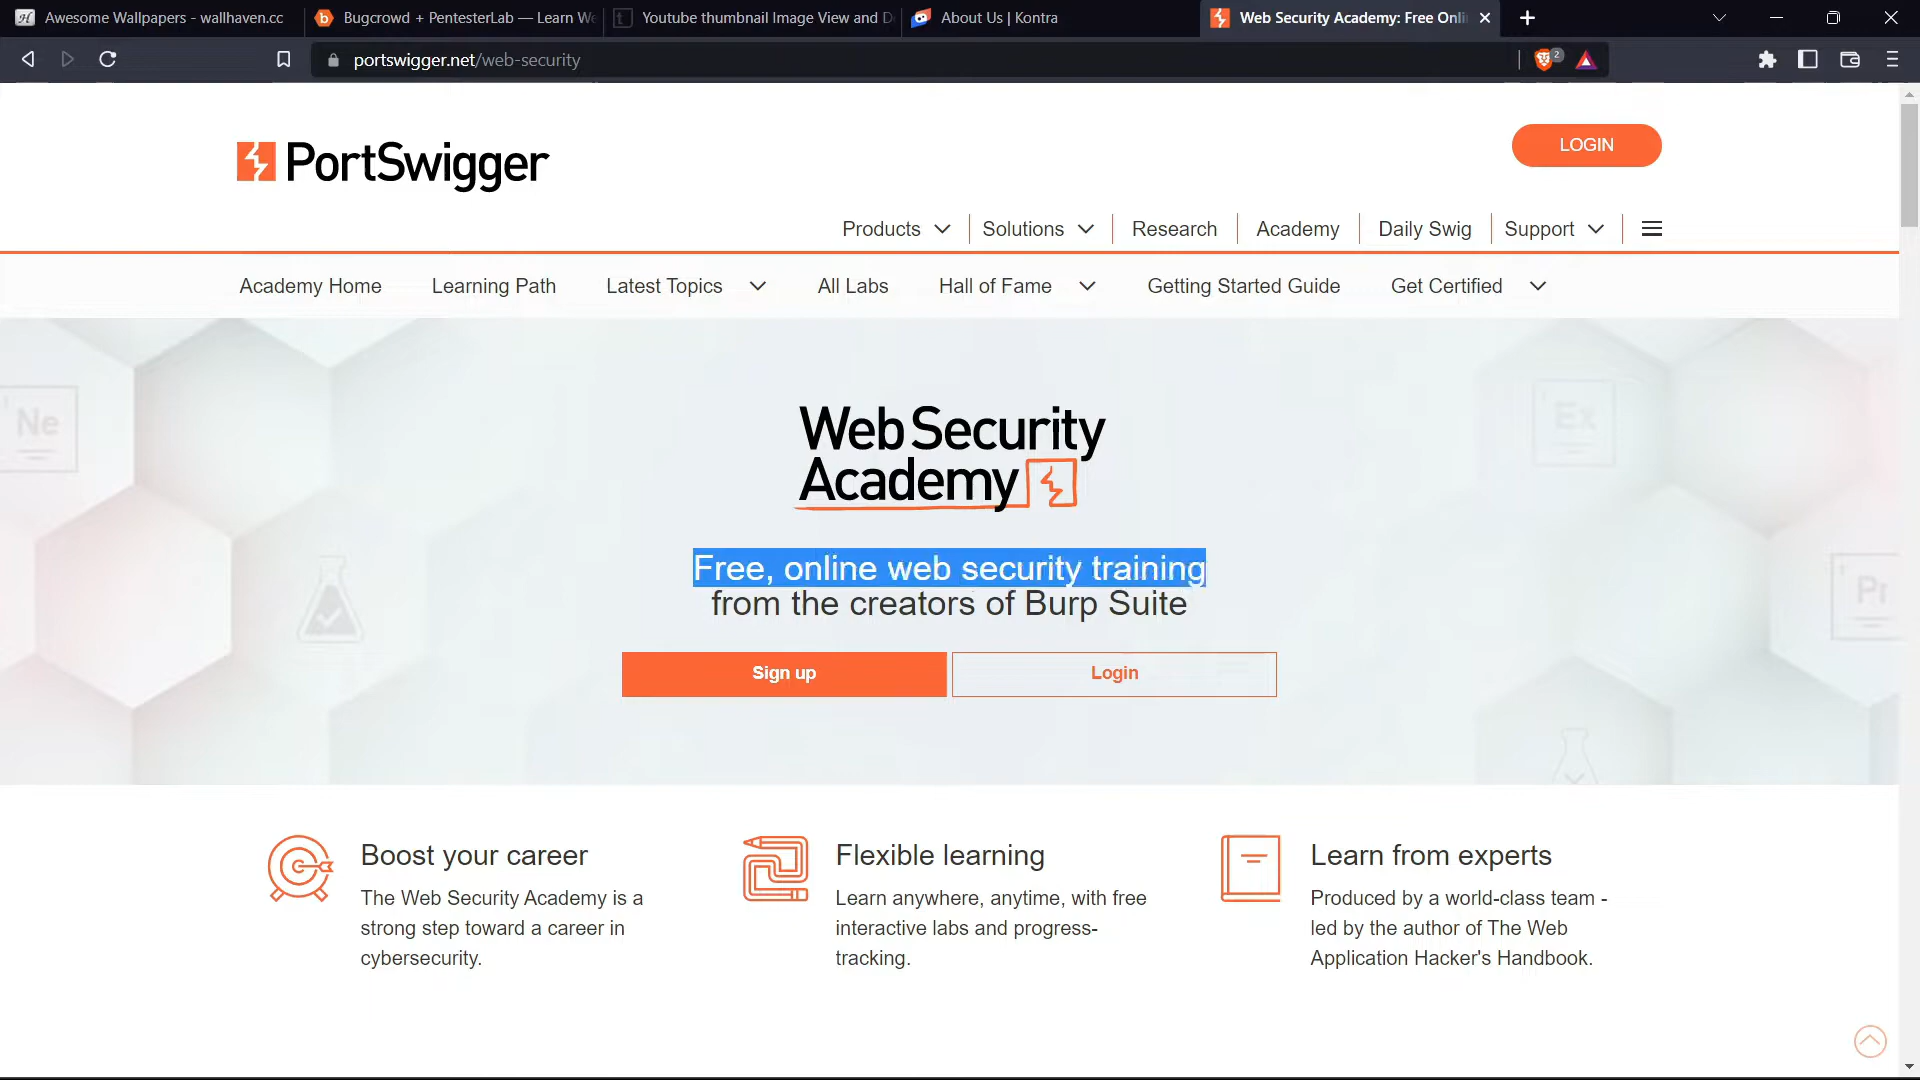 Awesome Wallpapers - wallhaven.cc
Bugcrowd + PentesterLab — Learn We
Youtube thumbnail Image View and D
About Us | Kontra
Web Security Academy: Free Onli
portswigger.net/web-security
2
PortSwigger
LOGIN
Products
Solutions
Research
Academy
Daily Swig
Support
Academy Home
Learning Path
Latest Topics
All Labs
Hall of Fame
Getting Started Guide
Get Certified
Ne
Ex
Pr
Web Security
Academy
Free, online web security training
from the creators of Burp Suite
Sign up
Login
Boost your career
The Web Security Academy is a
strong step toward a career in
cybersecurity.
Flexible learning
Learn anywhere, anytime, with free
interactive labs and progress-
tracking.
Learn from experts
Produced by a world-class team -
led by the author of The Web
Application Hacker's Handbook.